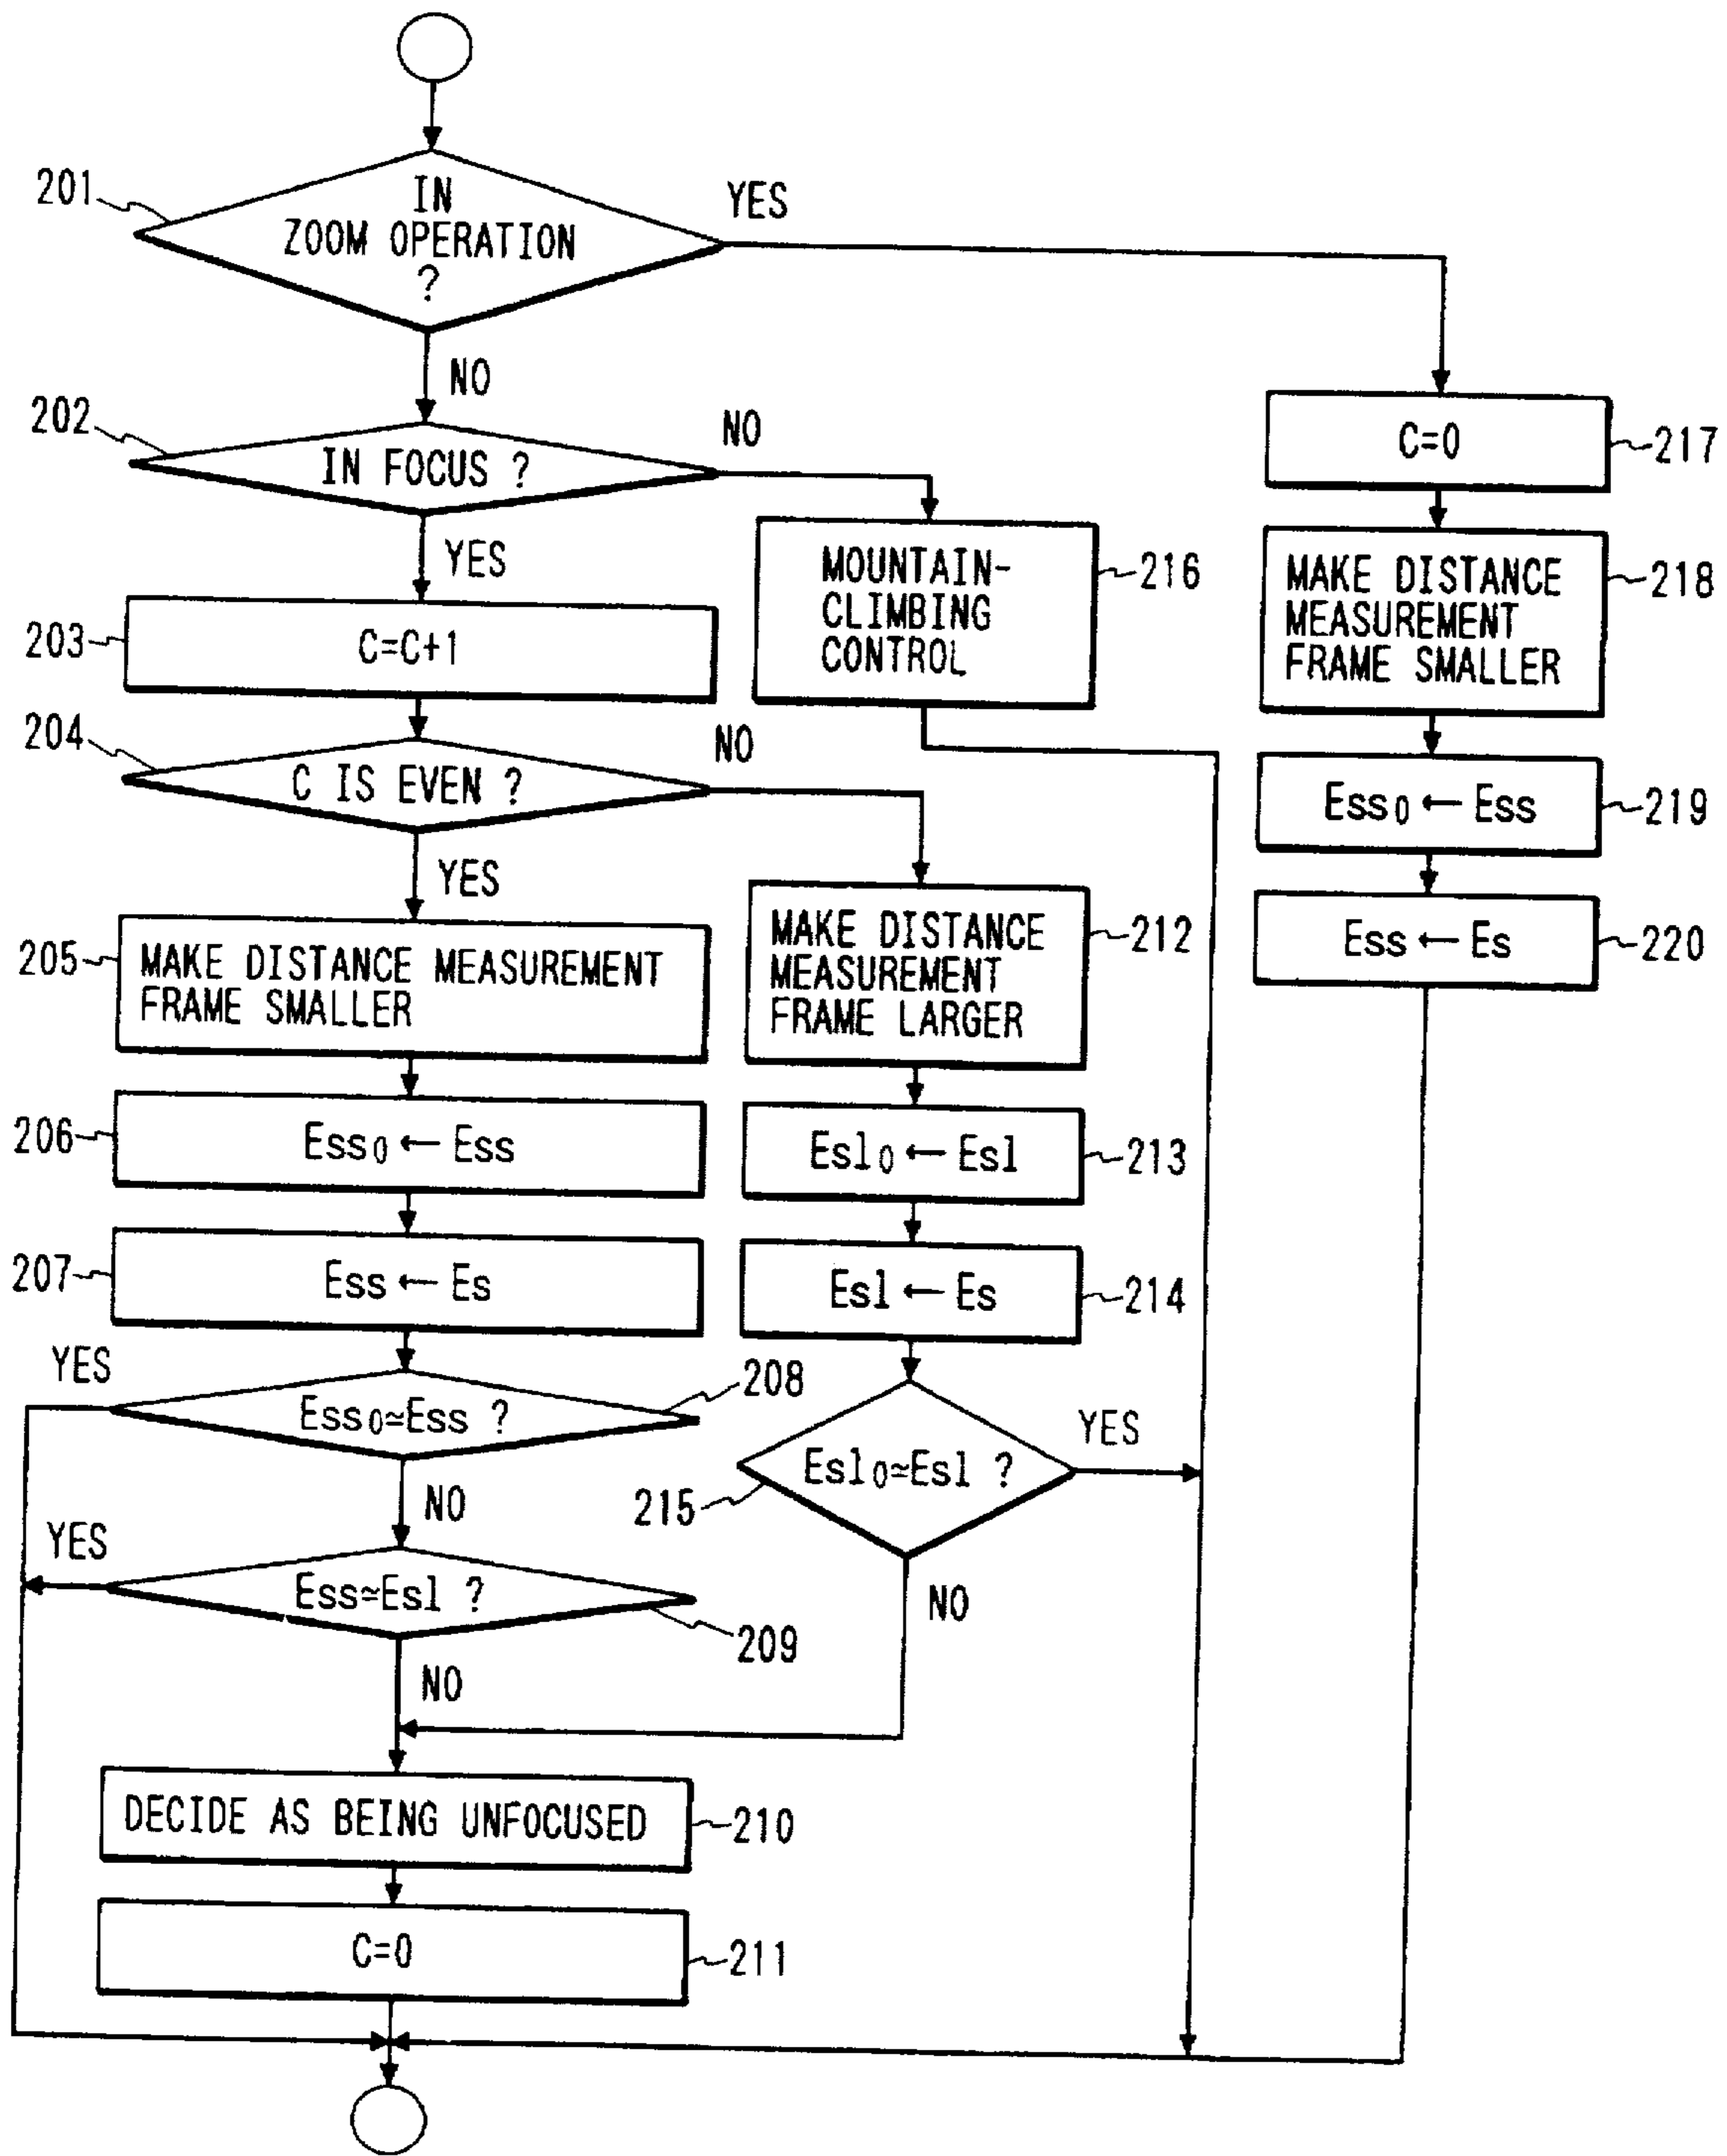 201
IN
ZOOM OPERATION
?
YES
NO
202
IN FOCUS ?
NO
YES
203
C=C+1
204
C IS EVEN ?
NO
YES
205
MAKE DISTANCE MEASUREMENT
FRAME SMALLER
206
Ess₀ ← Ess
207
Ess ← Es
YES
208
Ess₀≃Ess ?
NO
YES
Ess≃Esl ?
209
NO
DECIDE AS BEING UNFOCUSED
210
C=0
211
MAKE DISTANCE
MEASUREMENT
FRAME LARGER
212
Esl₀ ← Esl
213
Esl ← Es
214
Esl₀≃Esl ?
215
YES
NO
MOUNTAIN-
CLIMBING
CONTROL
216
C=0
217
MAKE DISTANCE
MEASUREMENT
FRAME SMALLER
218
Ess₀ ← Ess
219
Ess ← Es
220